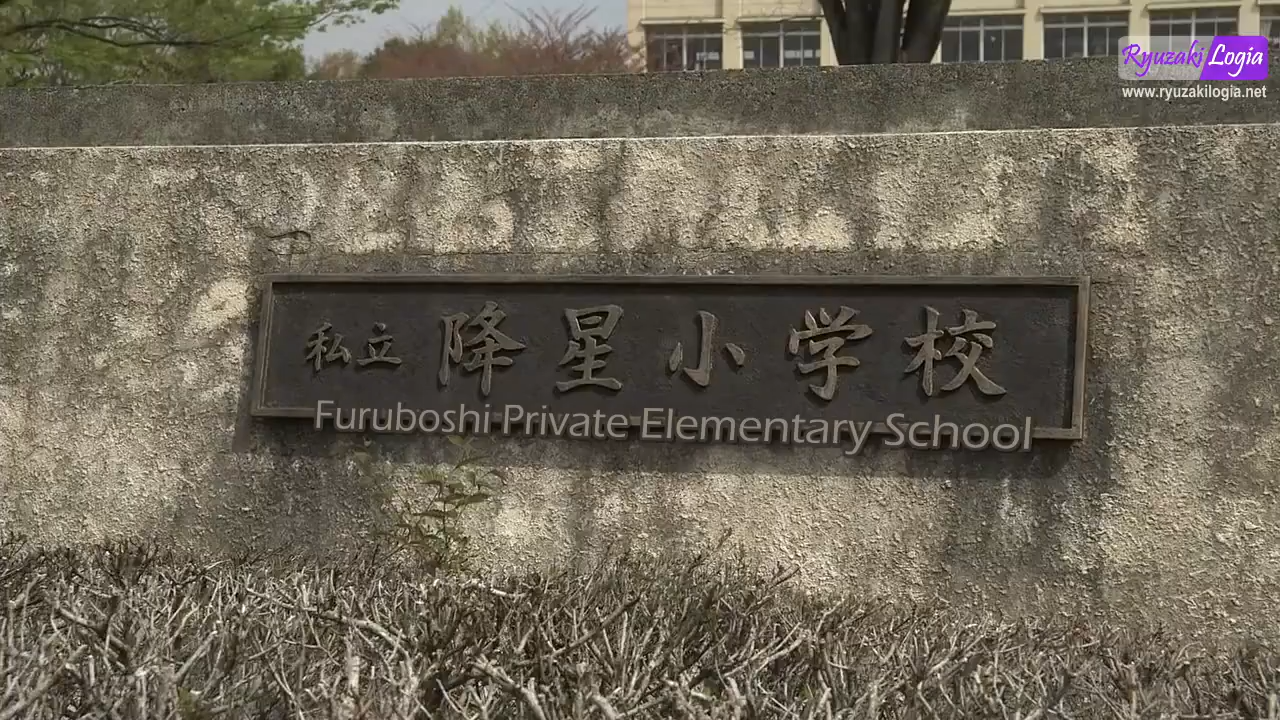 Ryuzaki Logia
www.ryuzakilogia.net
私立 降星小学校
Furuboshi Private Elementary School